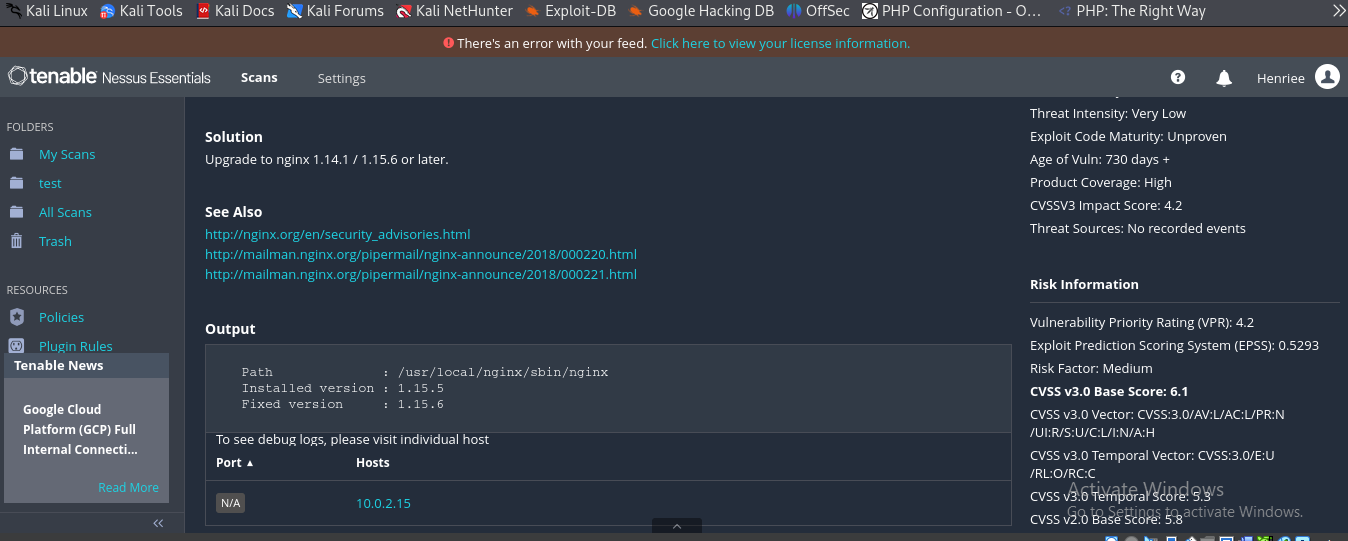 Kali Linux Kali Tools Kali Docs Kali Forums Kali NetHunter Exploit-DB Google Hacking DB OffSec PHP Configuration - O… PHP: The Right Way
There's an error with your feed. Click here to view your license information.
tenable Nessus Essentials Scans Settings Henriee
FOLDERS
My Scans
test
All Scans
Trash
RESOURCES
Policies
Plugin Rules
Tenable News
Google Cloud
Platform (GCP) Full
Internal Connecti...
Read More
Solution
Upgrade to nginx 1.14.1 / 1.15.6 or later.
See Also
http://nginx.org/en/security_advisories.html
http://mailman.nginx.org/pipermail/nginx-announce/2018/000220.html
http://mailman.nginx.org/pipermail/nginx-announce/2018/000221.html
Output
Path : /usr/local/nginx/sbin/nginx
Installed version : 1.15.5
Fixed version : 1.15.6
To see debug logs, please visit individual host
Port Hosts
N/A 10.0.2.15
Threat Intensity: Very Low
Exploit Code Maturity: Unproven
Age of Vuln: 730 days +
Product Coverage: High
CVSSV3 Impact Score: 4.2
Threat Sources: No recorded events
Risk Information
Vulnerability Priority Rating (VPR): 4.2
Exploit Prediction Scoring System (EPSS): 0.5293
Risk Factor: Medium
CVSS v3.0 Base Score: 6.1
CVSS v3.0 Vector: CVSS:3.0/AV:L/AC:L/PR:N
/UI:R/S:U/C:L/I:N/A:H
CVSS v3.0 Temporal Vector: CVSS:3.0/E:U
/RL:O/RC:C
CVSS v3.0 Temporal Score: 5.3
CVSS v2.0 Base Score: 5.8
Activate Windows
Go to Settings to activate Windows.